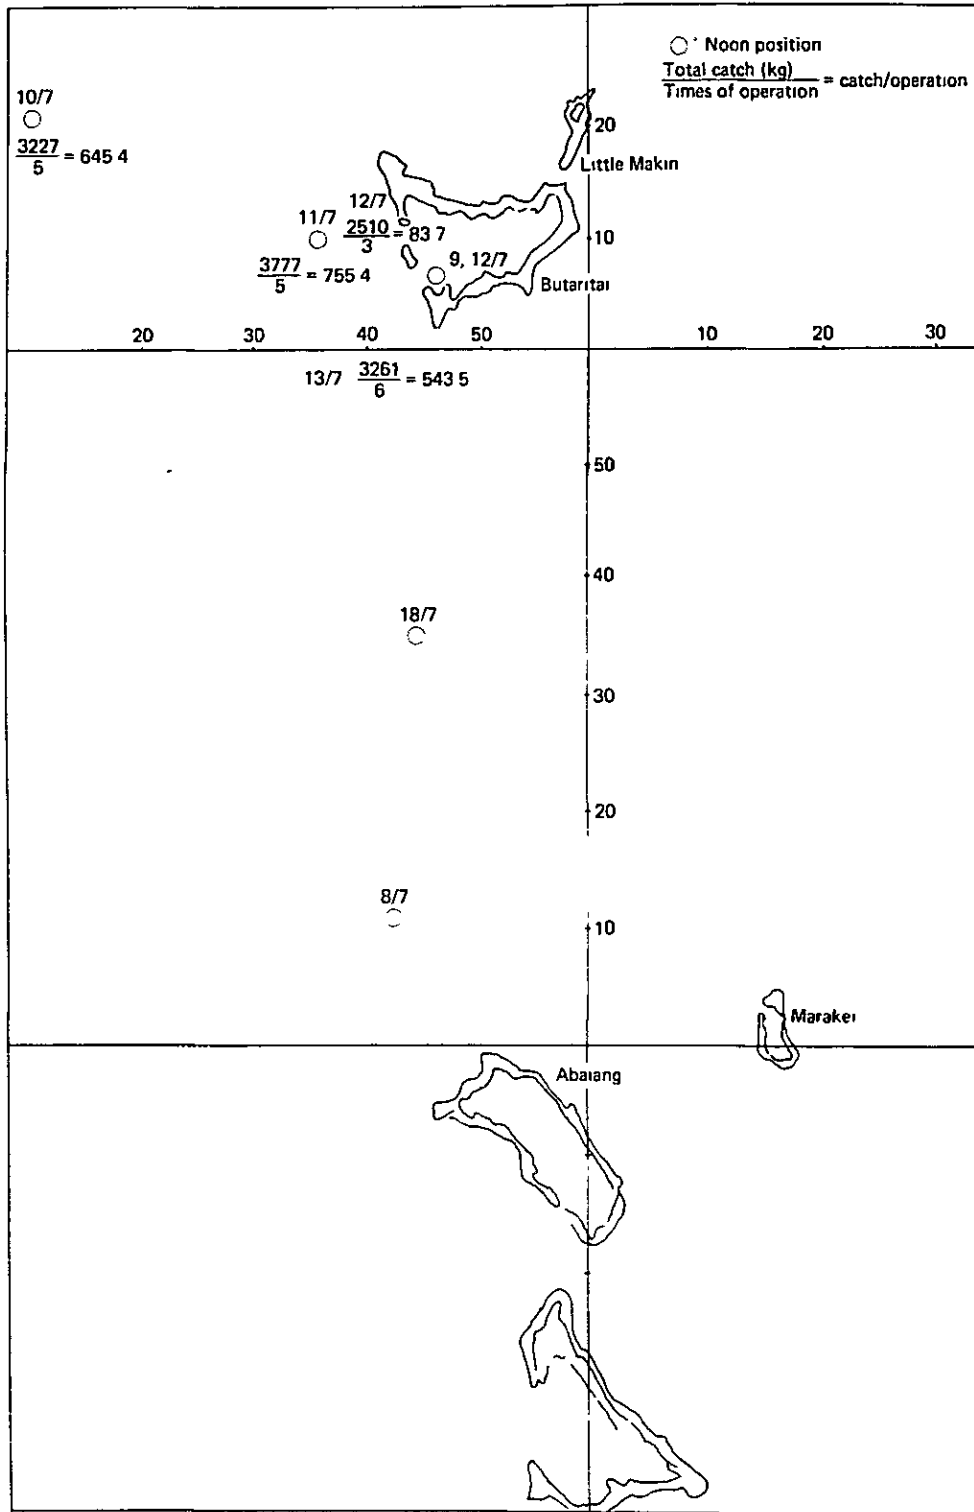 Noon position
Total catch (kg)
Times of operation = catch/operation
10/7
3227
5 = 645 4
20
Little Makin
12/7
2510
3 = 83 7
11/7
3777
5 = 755 4
10
9, 12/7
Butaritai
20 30 40 50 10 20 30
13/7 3261
6 = 543 5
50
40
18/7
30
20
8/7
10
Marakei
Abaiang